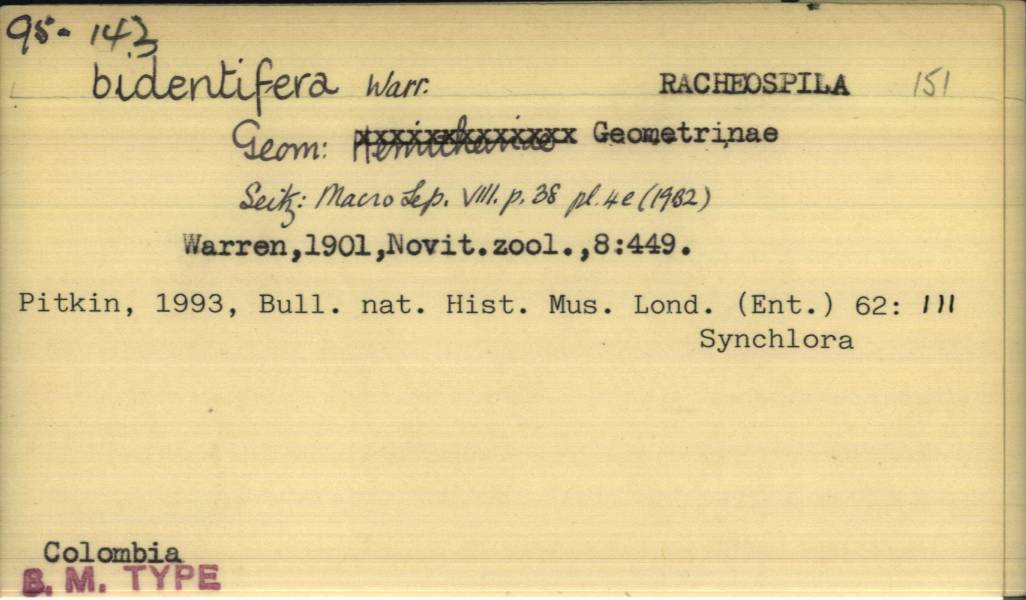 95-143
bidentifera Warr. RACHEOSPILA 151
Geom: Hemitheinae Geometrinae
Seitz: Macro Lep. VIII. p. 38 pl. 4e (1932)
Warren,1901,Novit.zool.,8:449.
Pitkin, 1993, Bull. nat. Hist. Mus. Lond. (Ent.) 62: 111
Synchlora
Colombia
B. M. TYPE